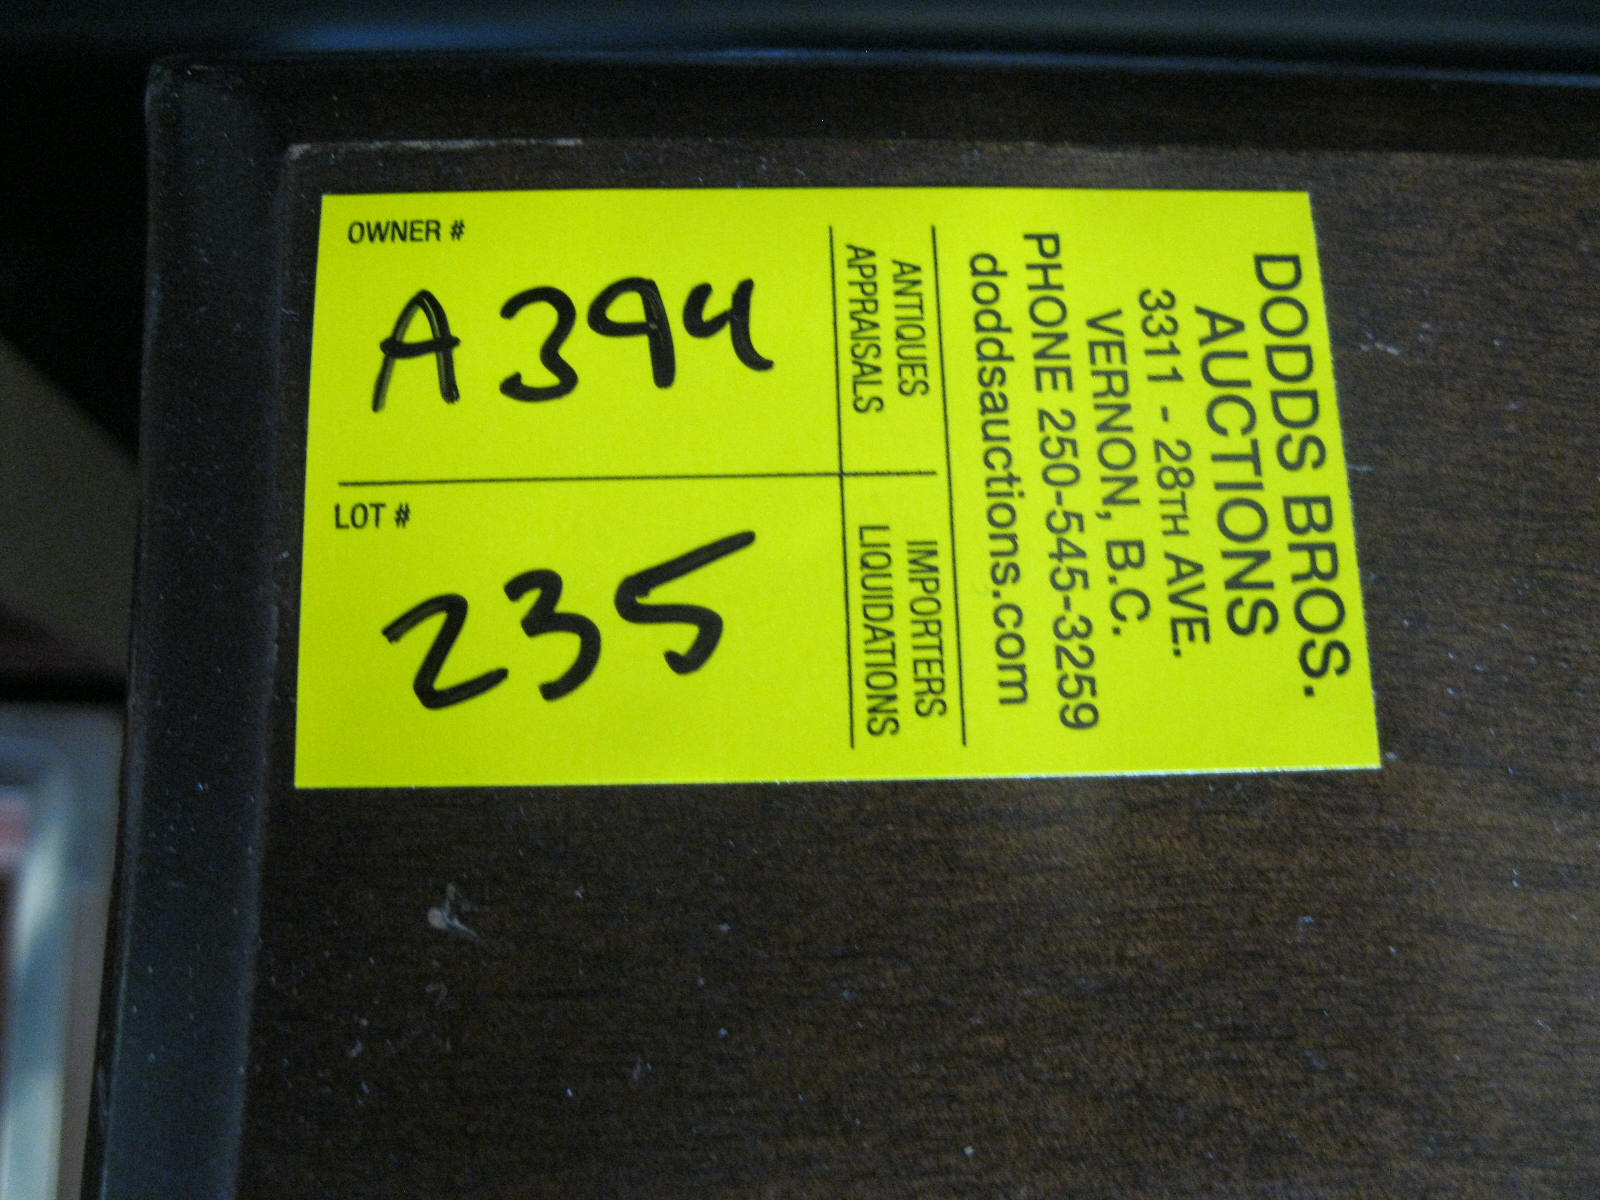 OWNER #
A394
LOT #
235
ANTIQUES
APPRAISALS
IMPORTERS
LIQUIDATIONS
DODDS BROS.
AUCTIONS
3311 - 28TH AVE.
VERNON, B.C.
PHONE 250-545-3259
doddsauctions.com